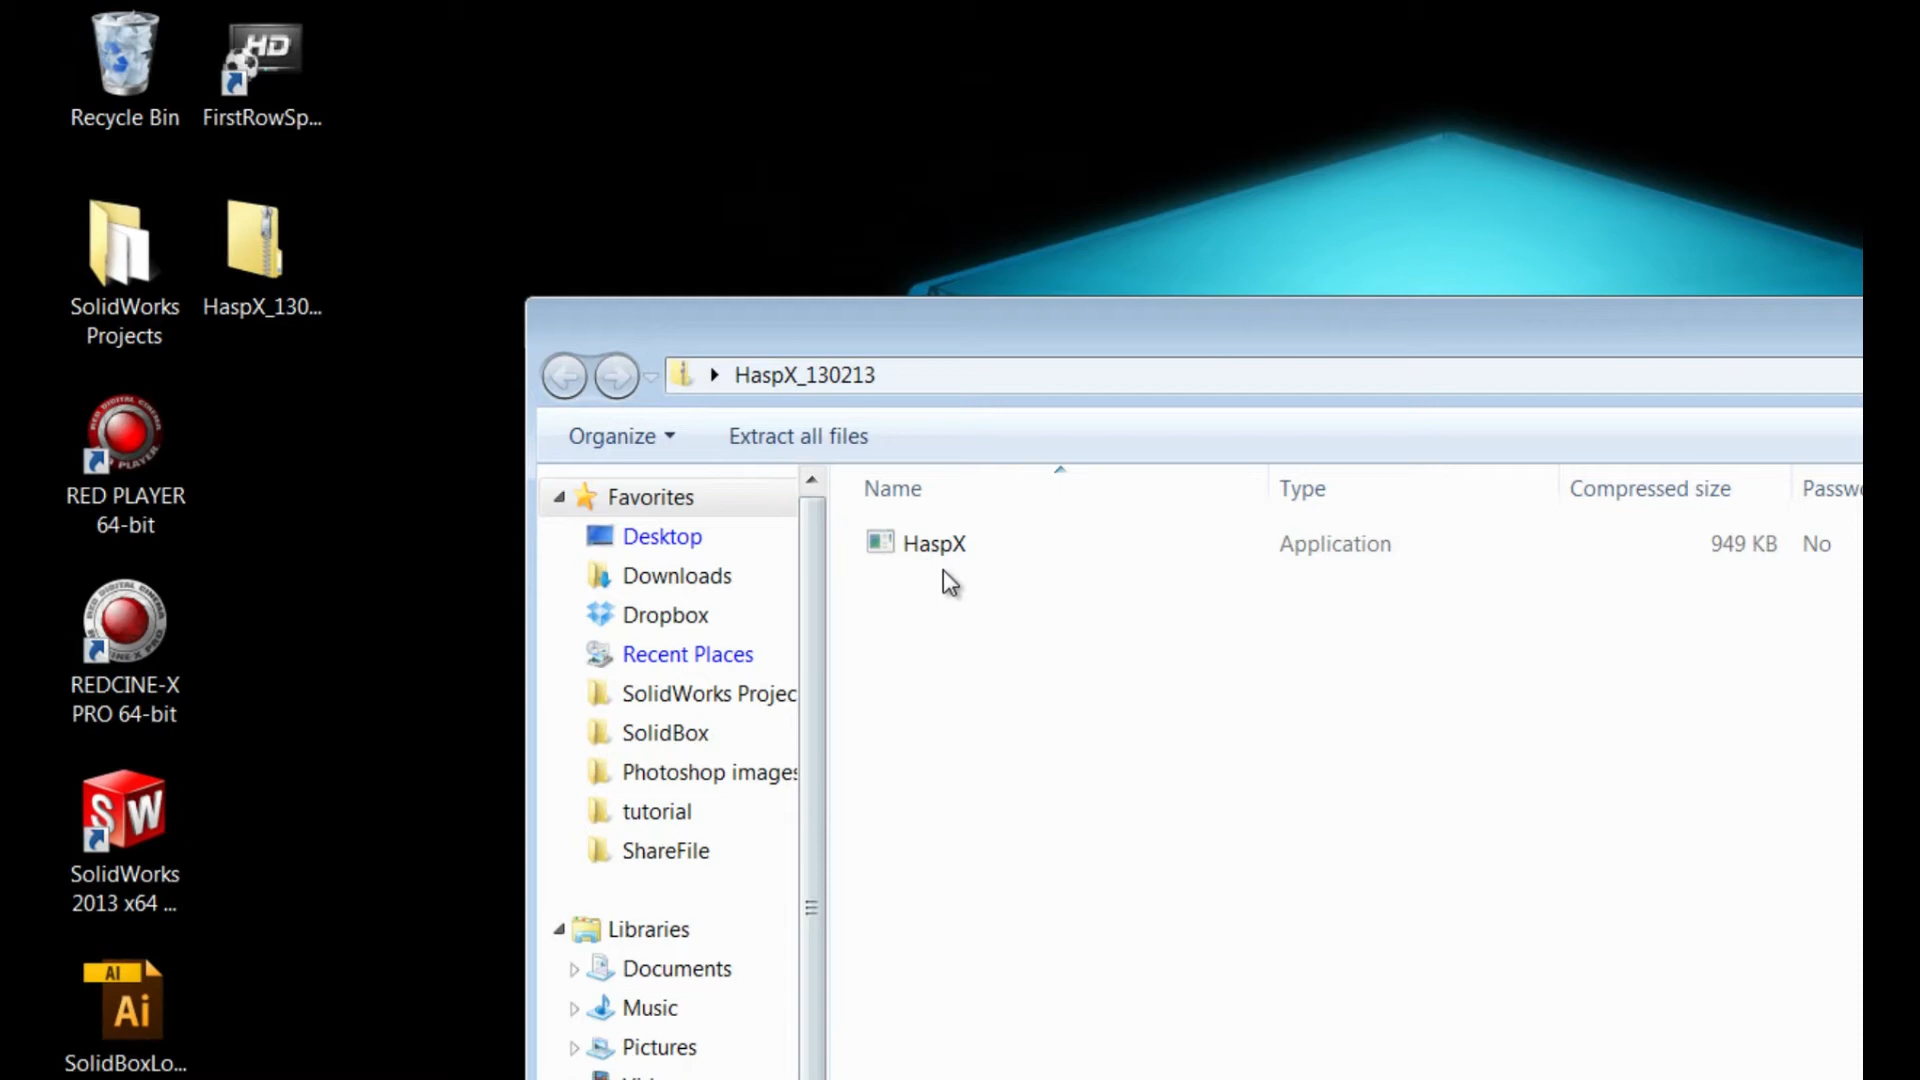 Recycle Bin
HD
FirstRowSp...
SolidWorks
Projects
HaspX_130...
RED PLAYER
64-bit
REDCINE-X
PRO 64-bit
SW
SolidWorks
2013 x64 ...
AI
Ai
SolidBoxLo...
HaspX_130213
Organize
Extract all files
Name
Type
Compressed size
Passw
HaspX
Application
949 KB
No
Favorites
Desktop
Downloads
Dropbox
Recent Places
SolidWorks Projec
SolidBox
Photoshop images
tutorial
ShareFile
Libraries
Documents
Music
Pictures